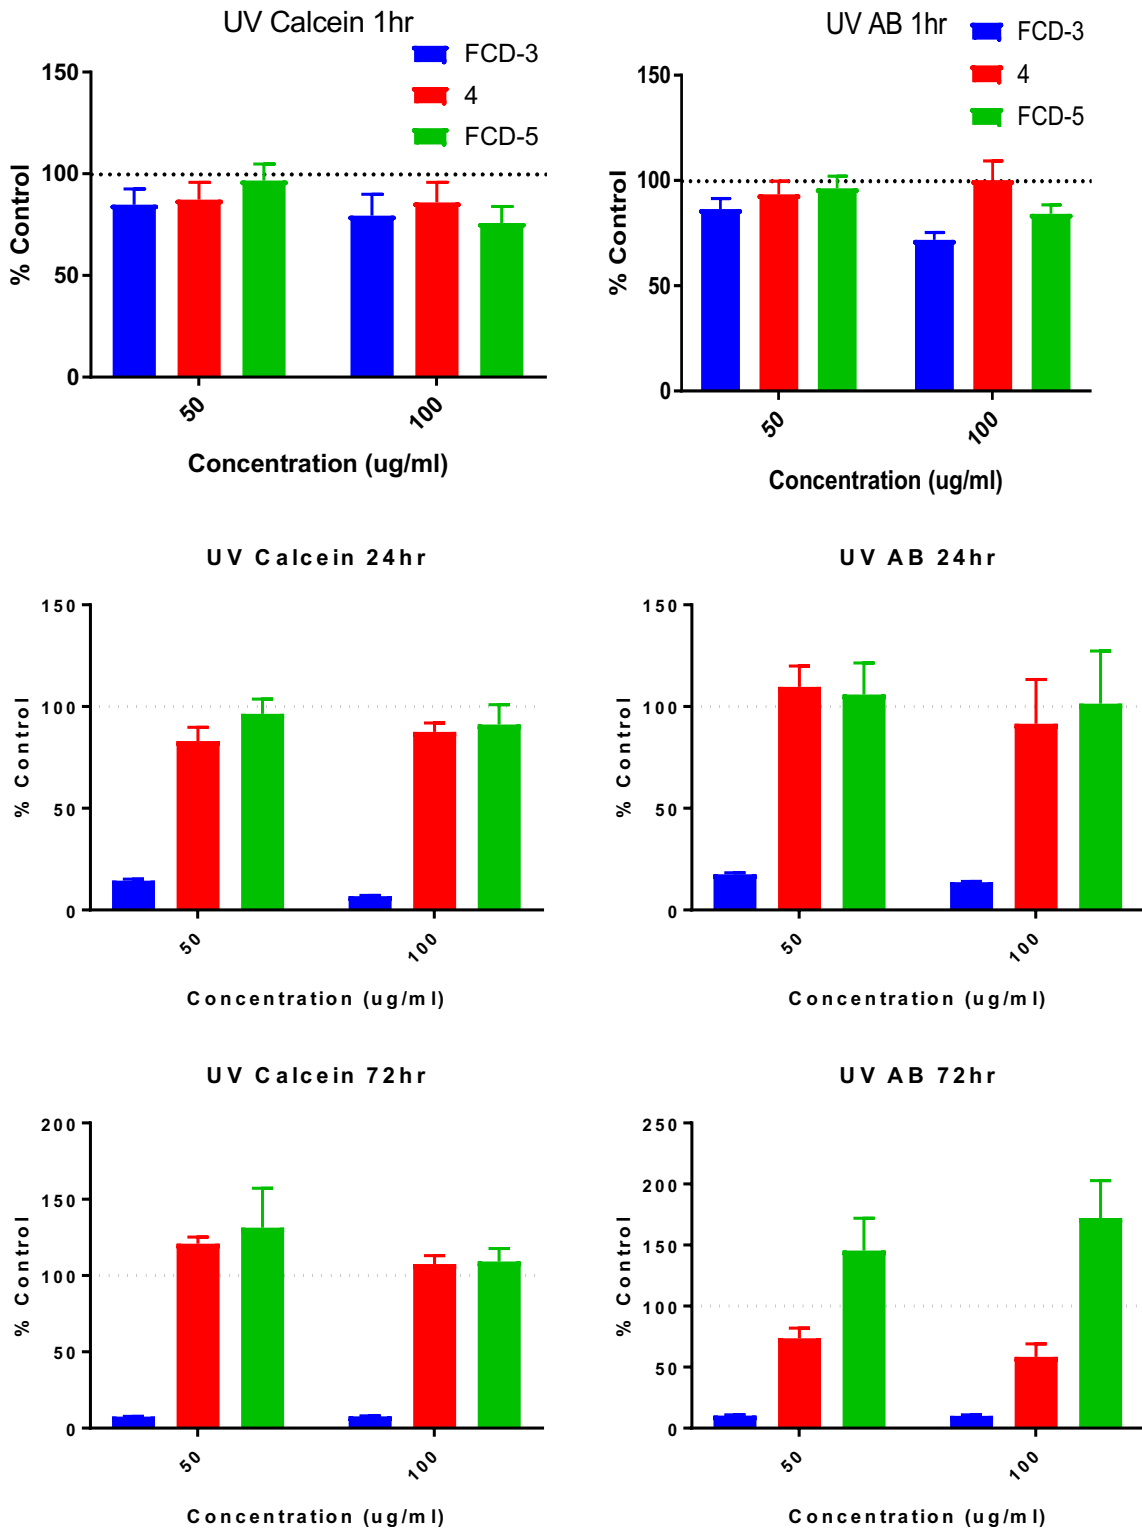 UV Calcein 1hr
FCD-3
4
FCD-5
150
100
50
0
% Control
50
100
Concentration (ug/ml)
UV AB 1hr
FCD-3
4
FCD-5
150
100
50
0
% Control
50
100
Concentration (ug/ml)
UV Calcein 24hr
150
100
50
0
% Control
50
100
Concentration (ug/ml)
UV AB 24hr
150
100
50
0
% Control
50
100
Concentration (ug/ml)
UV Calcein 72hr
200
150
100
50
0
% Control
50
100
Concentration (ug/ml)
UV AB 72hr
250
200
150
100
50
0
% Control
50
100
Concentration (ug/ml)